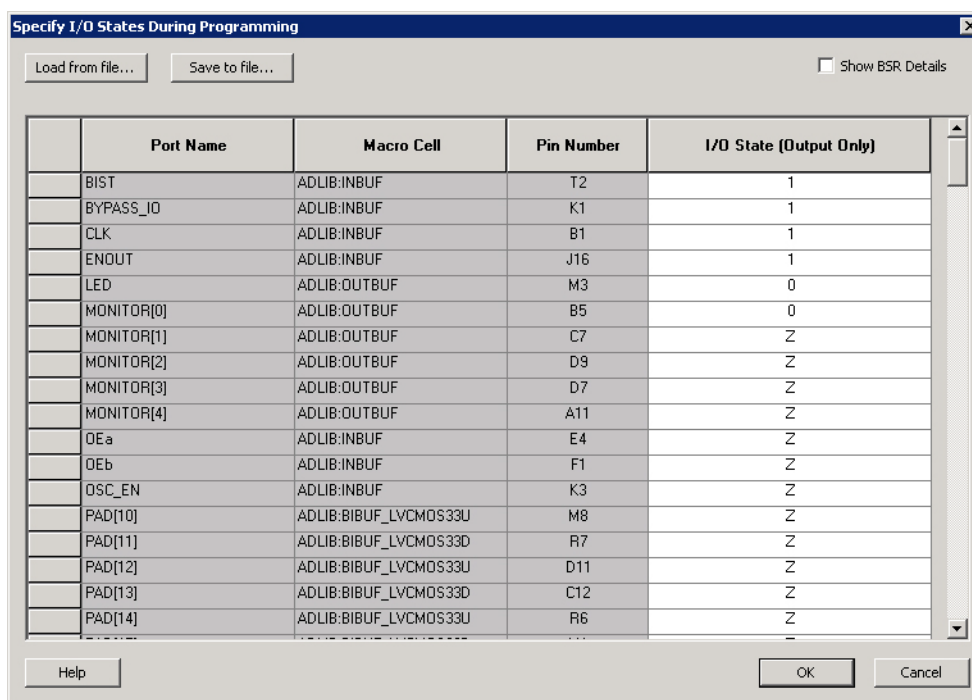 Specify I/O States During Programming
Load from file... Save to file... Show BSR Details
Port Name Macro Cell Pin Number I/O State (Output Only)
BIST ADLIB:INBUF T2 1
BYPASS_IO ADLIB:INBUF K1 1
CLK ADLIB:INBUF B1 1
ENOUT ADLIB:INBUF J16 1
LED ADLIB:OUTBUF M3 0
MONITOR[0] ADLIB:OUTBUF B5 0
MONITOR[1] ADLIB:OUTBUF C7 Z
MONITOR[2] ADLIB:OUTBUF D9 Z
MONITOR[3] ADLIB:OUTBUF D7 Z
MONITOR[4] ADLIB:OUTBUF A11 Z
OEa ADLIB:INBUF E4 Z
OEb ADLIB:INBUF F1 Z
OSC_EN ADLIB:INBUF K3 Z
PAD[10] ADLIB:BIBUF_LVCMOS33U M8 Z
PAD[11] ADLIB:BIBUF_LVCMOS33D R7 Z
PAD[12] ADLIB:BIBUF_LVCMOS33U D11 Z
PAD[13] ADLIB:BIBUF_LVCMOS33D C12 Z
PAD[14] ADLIB:BIBUF_LVCMOS33U R6 Z
Help OK Cancel